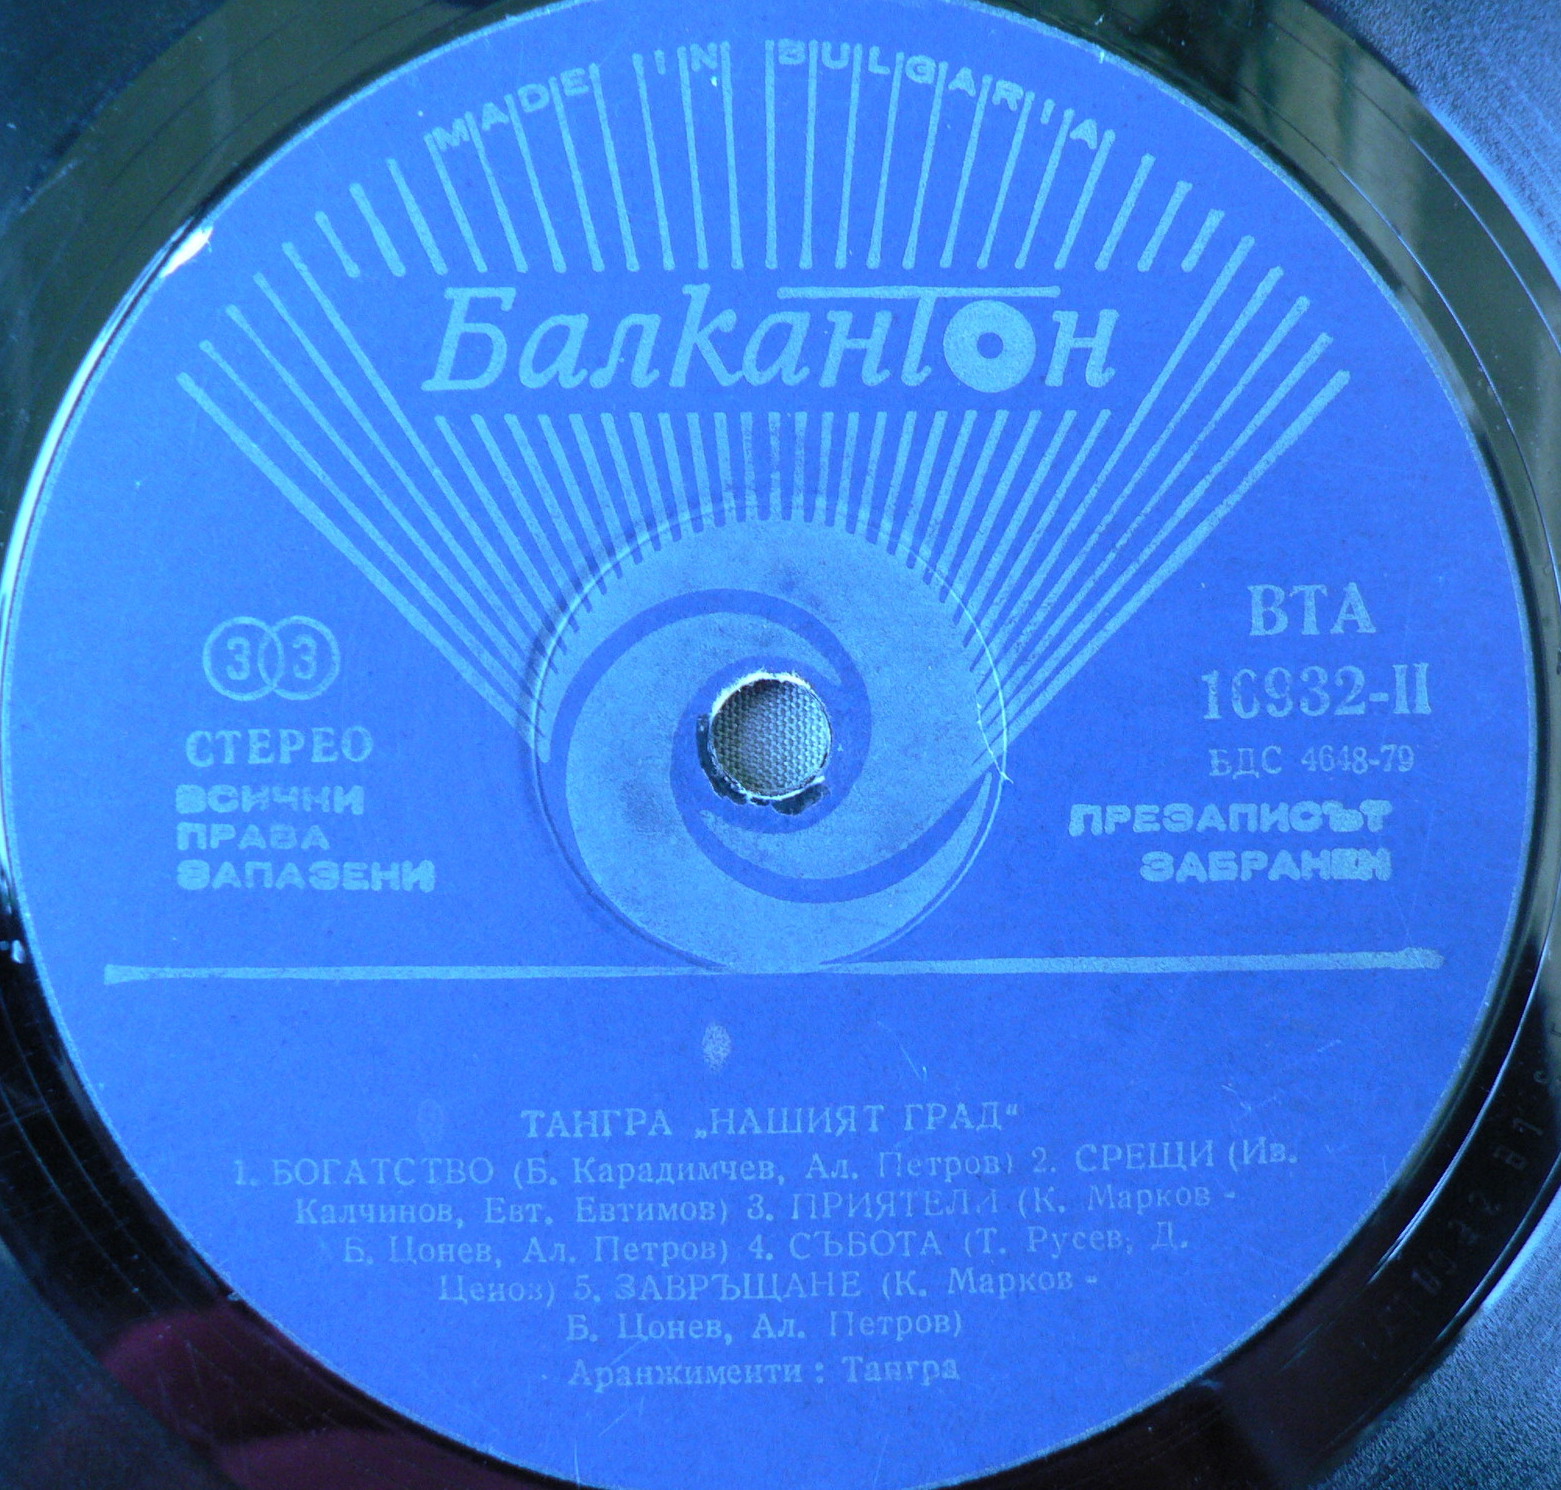 MADE IN BULGARIA
Балкантон
33
СТЕРЕО
ВСИЧКИ
ПРАВА
ЗАПАЗЕНИ
ВТА
10932-II
БДС 4648-79
ПРЕЗАПИСЪТ
ЗАБРАНЕН
ТАНГРА „НАШИЯТ ГРАД“
1. БОГАТСТВО (Б. Карадимчев, Ал. Петров) 2. СРЕЩИ (Ив.
Калчинов, Евт. Евтимов) 3. ПРИЯТЕЛИ (К. Марков -
Б. Цонев, Ал. Петров) 4. СЪБОТА (Т. Русев, Д.
Ценов) 5. ЗАВРЪЩАНЕ (К. Марков -
Б. Цонев, Ал. Петров)
Аранжименти : Тангра